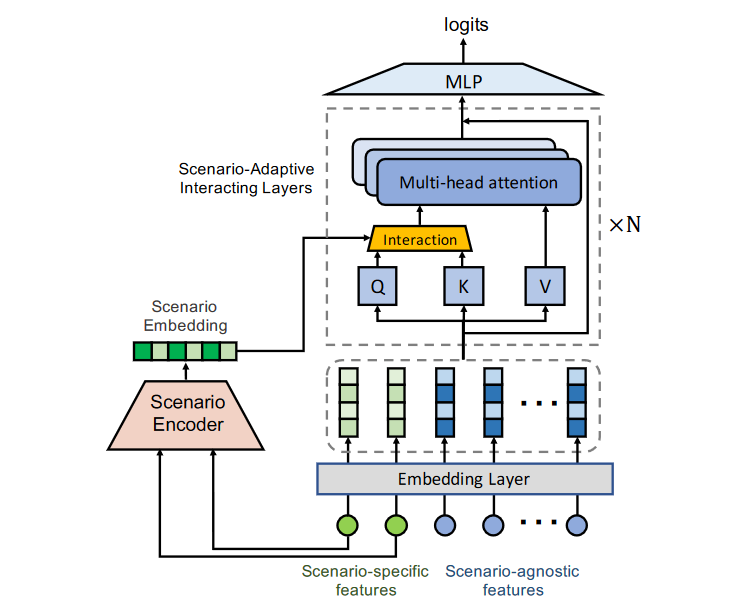 logits
MLP
Scenario-Adaptive
Interacting Layers
Multi-head attention
×N
Interaction
Q
K
V
Scenario
Embedding
Scenario
Encoder
...
Embedding Layer
...
Scenario-specific
features
Scenario-agnostic
features